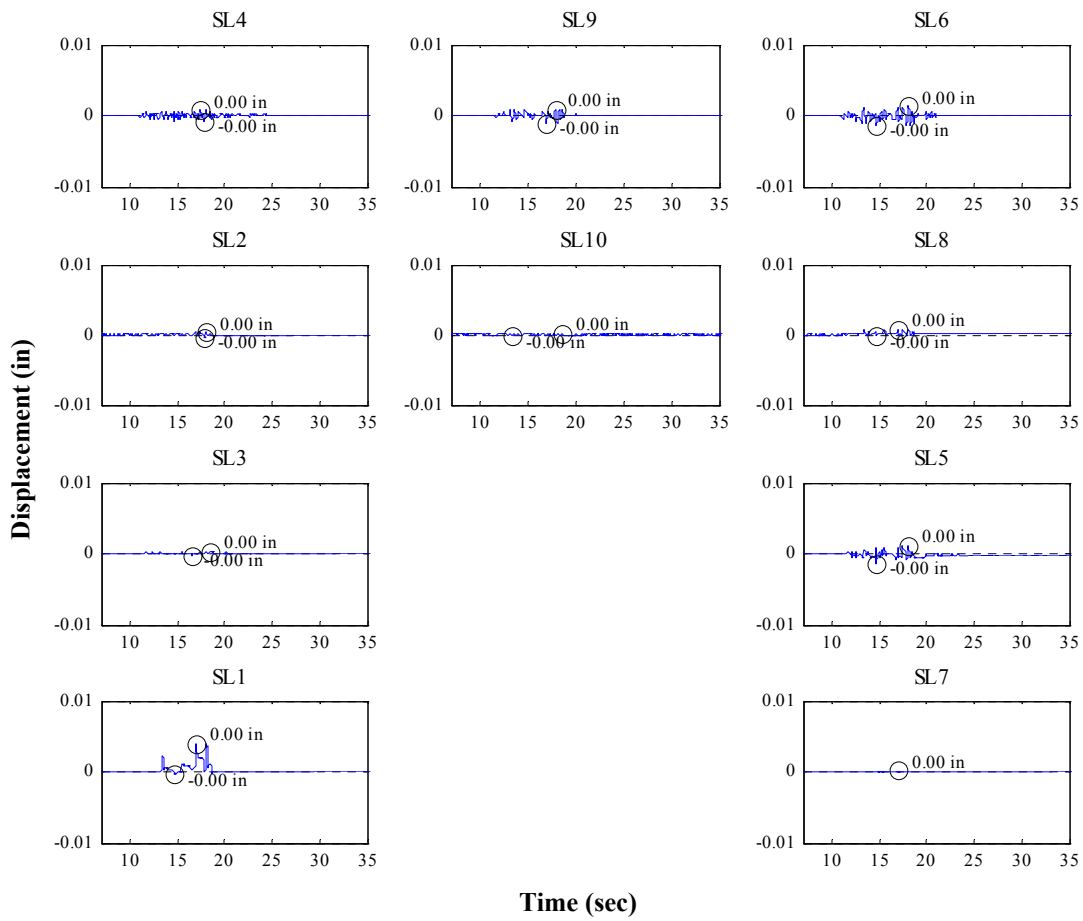 SL4 SL9 SL6
0.01 0.01 0.01
0.00 in 0.00 in 0.00 in
0 0 0
-0.00 in -0.00 in -0.00 in
-0.01 -0.01 -0.01
10 15 20 25 30 35 10 15 20 25 30 35 10 15 20 25 30 35
SL2 SL10 SL8
0.01 0.01 0.01
0.00 in 0.00 in 0.00 in
0 0 0
-0.00 in -0.00 in -0.00 in
-0.01 -0.01 -0.01
10 15 20 25 30 35 10 15 20 25 30 35 10 15 20 25 30 35
Displacement (in)
SL3 SL5
0.01 0.01
0.00 in 0.00 in
0 0
-0.00 in -0.00 in
-0.01 -0.01
10 15 20 25 30 35 10 15 20 25 30 35
SL1 SL7
0.01 0.01
0.00 in 0.00 in
0 0
-0.00 in
-0.01 -0.01
10 15 20 25 30 35 10 15 20 25 30 35
Time (sec)